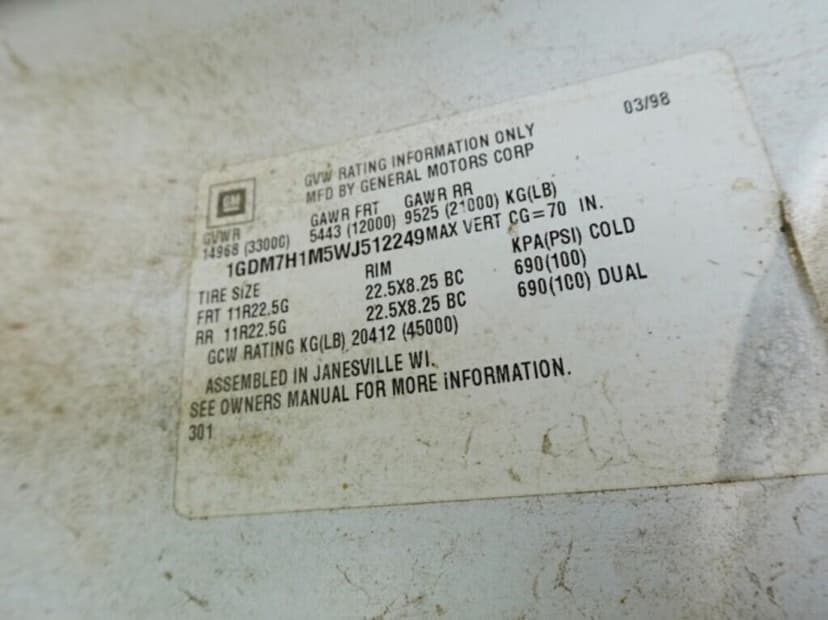 03/98
GM
GVW RATING INFORMATION ONLY
MFD BY GENERAL MOTORS CORP
GVWR GAWR FRT GAWR RR
14968 (33000) 5443 (12000) 9525 (21000) KG(LB)
1GDM7H1M5WJ512249 MAX VERT CG=70 IN.
TIRE SIZE RIM KPA(PSI) COLD
FRT 11R22.5G 22.5X8.25 BC 690(100)
RR 11R22.5G 22.5X8.25 BC 690(100) DUAL
GCW RATING KG(LB) 20412 (45000)
ASSEMBLED IN JANESVILLE WI.
SEE OWNERS MANUAL FOR MORE iNFORMATION.
301